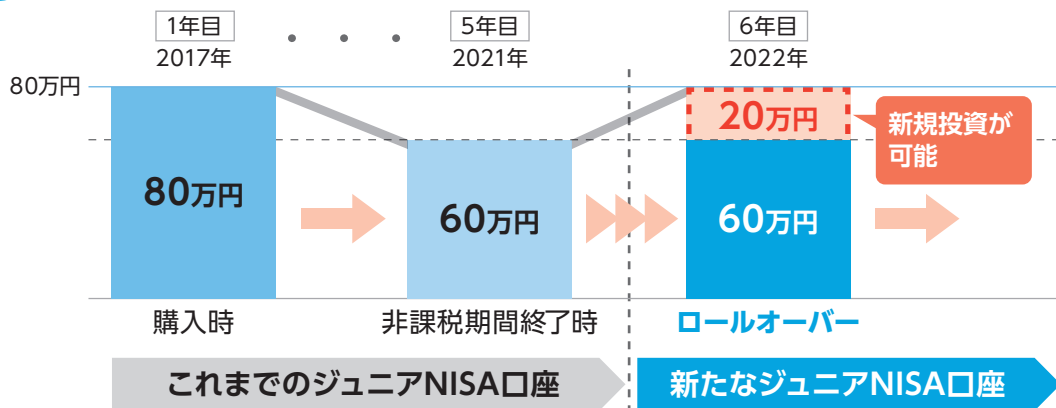 1年目
2017年
・ ・ ・
5年目
2021年
6年目
2022年
80万円
80万円
60万円
20万円
60万円
新規投資が
可能
購入時
非課税期間終了時
ロールオーバー
これまでのジュニアNISA口座
新たなジュニアNISA口座